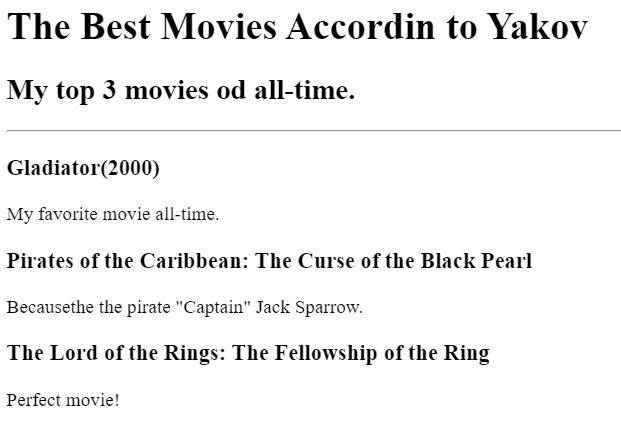 The Best Movies Accordin to Yakov
My top 3 movies od all-time.
Gladiator(2000)
My favorite movie all-time.
Pirates of the Caribbean: The Curse of the Black Pearl
Becausethe the pirate "Captain" Jack Sparrow.
The Lord of the Rings: The Fellowship of the Ring
Perfect movie!